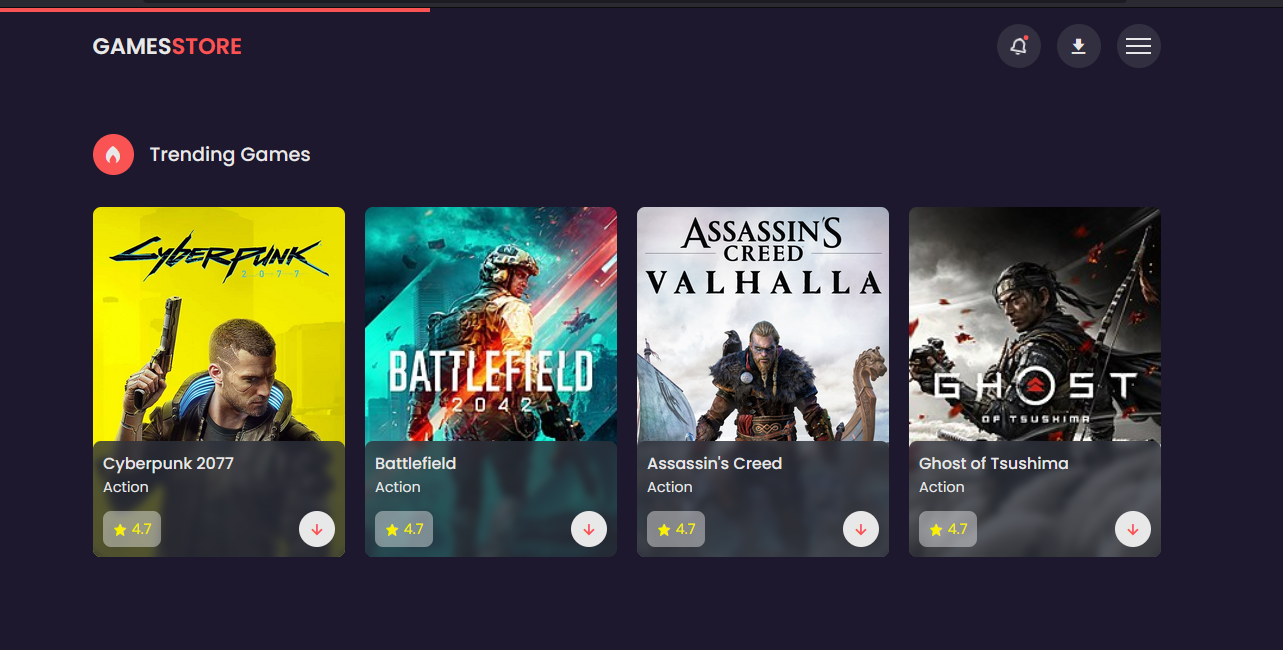 GAMESSTORE
Trending Games
CYBERPUNK
2077
BATTLEFIELD
2042
ASSASSIN'S
CREED
VALHALLA
GHOST
OF TSUSHIMA
Cyberpunk 2077
Action
4.7
Battlefield
Action
4.7
Assassin's Creed
Action
4.7
Ghost of Tsushima
Action
4.7